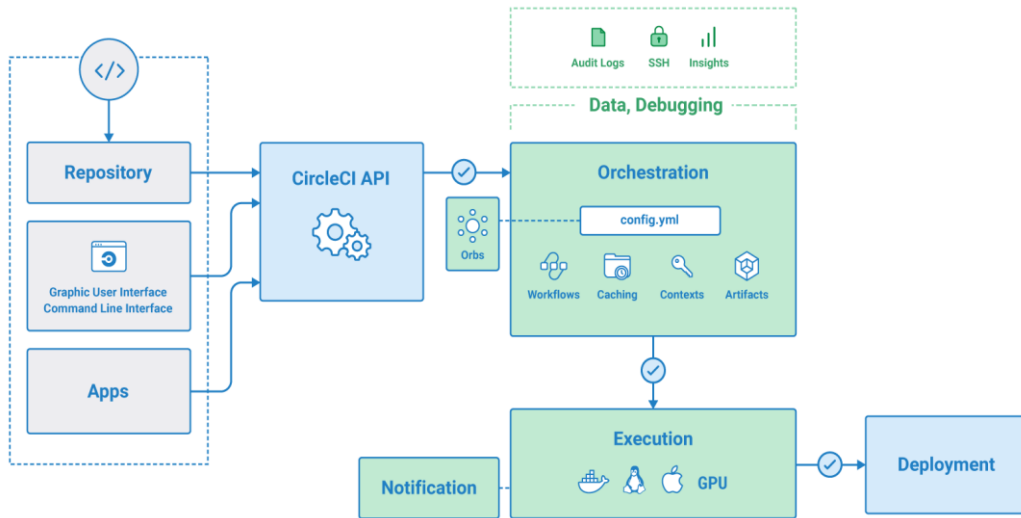 Audit Logs
SSH
Insights
Data, Debugging
</>
Repository
Graphic User Interface
Command Line Interface
Apps
CircleCI API
Orbs
Orchestration
config.yml
Workflows
Caching
Contexts
Artifacts
Execution
GPU
Notification
Deployment